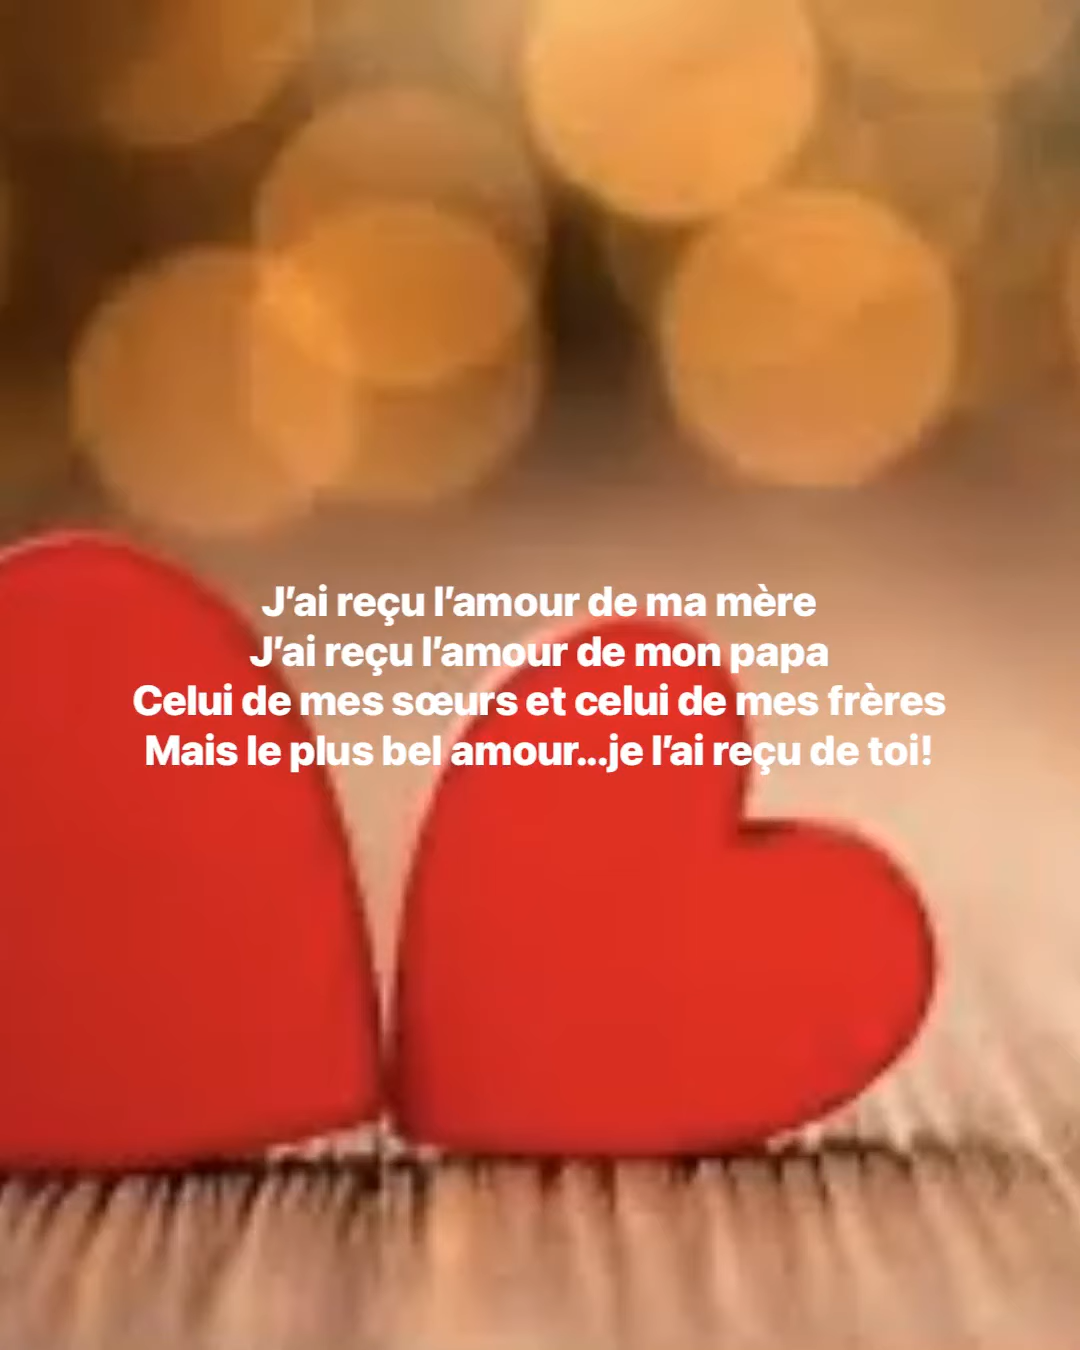 J’ai reçu l’amour de ma mère
J’ai reçu l’amour de mon papa
Celui de mes sœurs et celui de mes frères
Mais le plus bel amour...je l’ai reçu de toi!